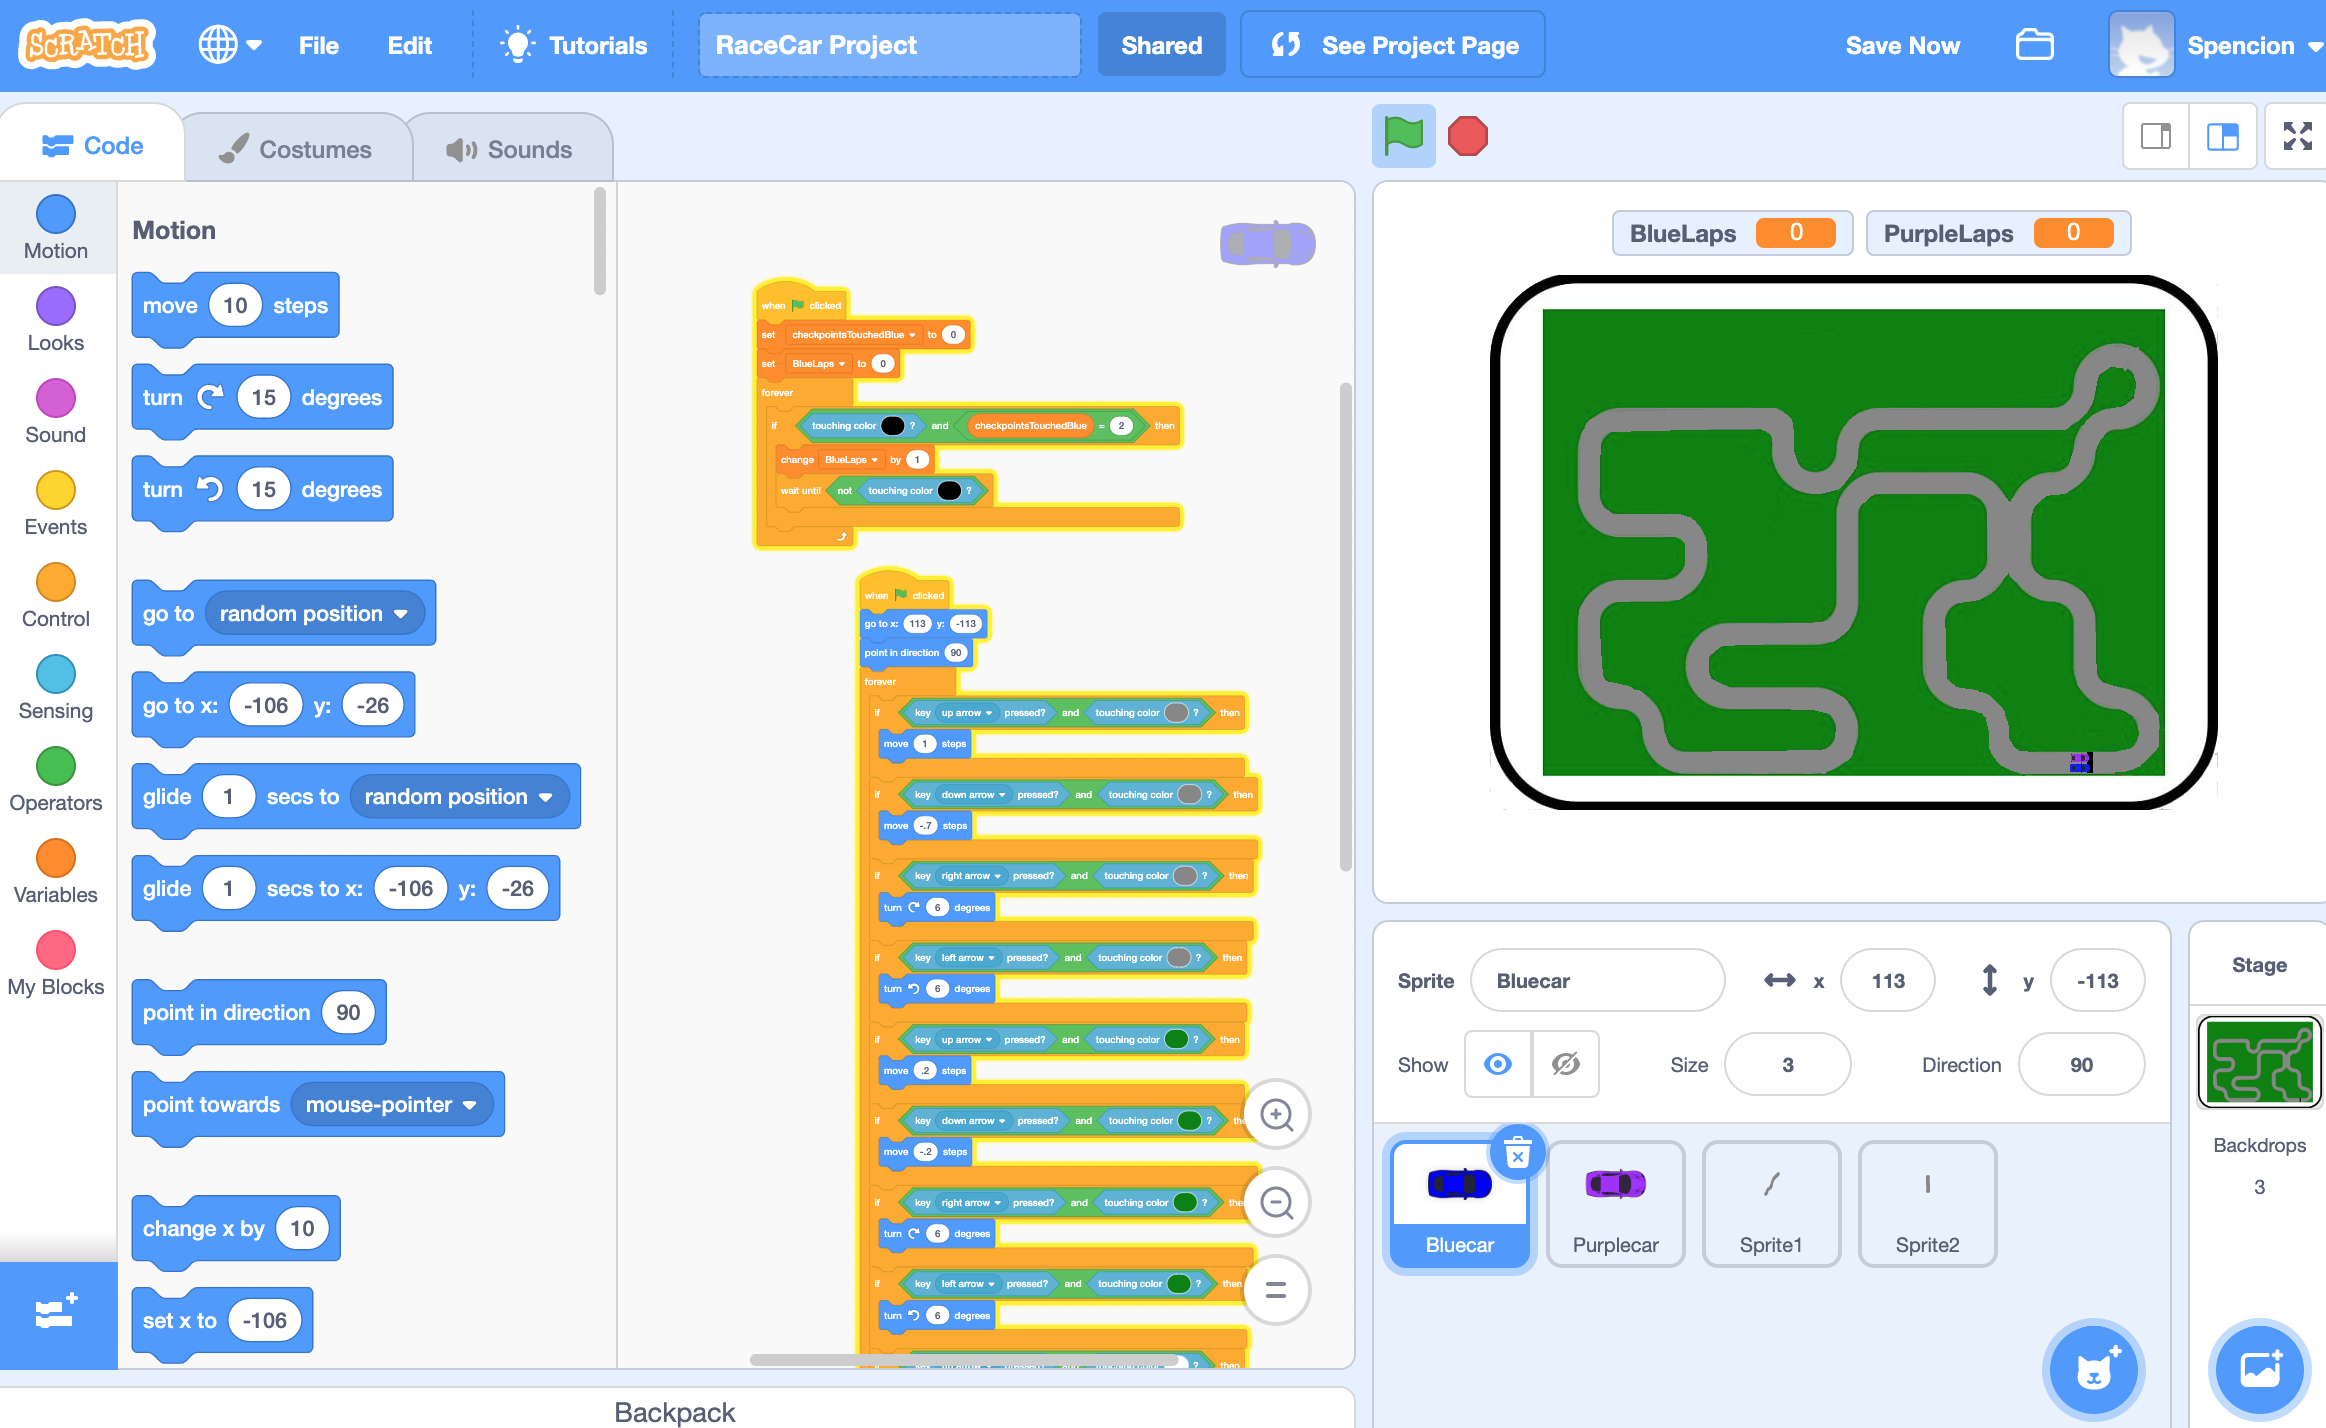 SCRATCH File Edit Tutorials RaceCar Project Shared See Project Page Save Now Spencion
Code Costumes Sounds
Motion
Looks
Sound
Events
Control
Sensing
Operators
Variables
My Blocks
Motion
move 10 steps
turn 15 degrees
turn 15 degrees
go to random position
go to x: -106 y: -26
glide 1 secs to random position
glide 1 secs to x: -106 y: -26
point in direction 90
point towards mouse-pointer
change x by 10
set x to -106
when clicked
set checkpointsTouchedBlue to 0
set BlueLaps to 0
forever
if touching color ? and checkpointsTouchedBlue = 2 then
change BlueLaps by 1
wait until not touching color ?
when clicked
go to x: 113 y: -113
point in direction 90
forever
if key up arrow pressed? and touching color ? then
move 1 steps
if key down arrow pressed? and touching color ? then
move -.7 steps
if key right arrow pressed? and touching color ? then
turn 6 degrees
if key left arrow pressed? and touching color ? then
turn 6 degrees
if key up arrow pressed? and touching color ? then
move .2 steps
if key down arrow pressed? and touching color ? the
move -.2 steps
if key right arrow pressed? and touching color ? the
turn 6 degrees
if key left arrow pressed? and touching color ? then
turn 6 degrees
Backpack
BlueLaps 0 PurpleLaps 0
Sprite Bluecar x 113 y -113
Show Size 3 Direction 90
Bluecar Purplecar Sprite1 Sprite2
Stage
Backdrops
3